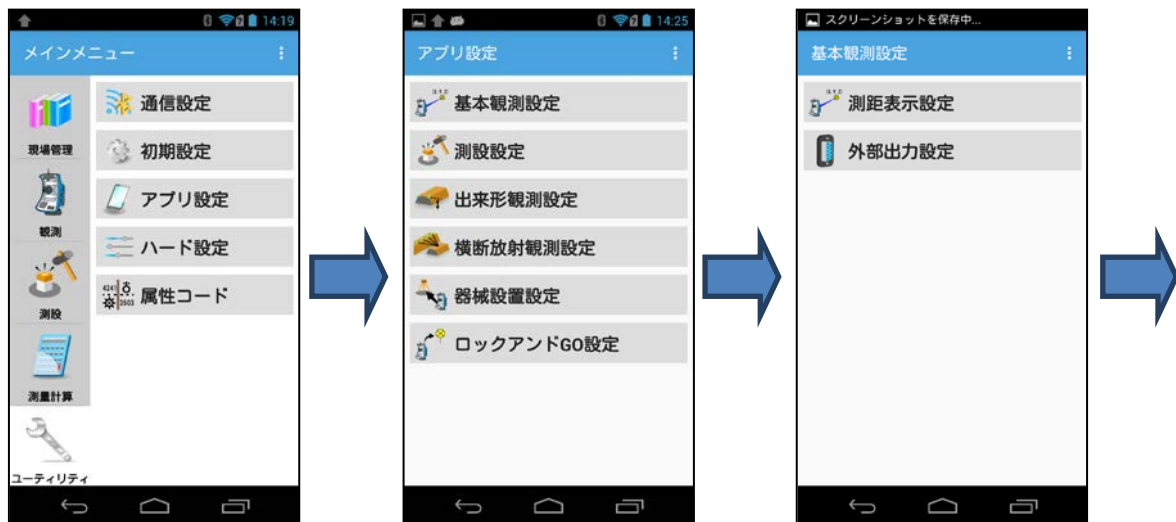 14:19
メインメニュー
現場管理
観測
測設
測量計算
ユーティリティ
通信設定
初期設定
アプリ設定
ハード設定
属性コード
14:25
アプリ設定
基本観測設定
測設設定
出来形観測設定
横断放射観測設定
器械設置設定
ロックアンドGO設定
スクリーンショットを保存中...
基本観測設定
測距表示設定
外部出力設定